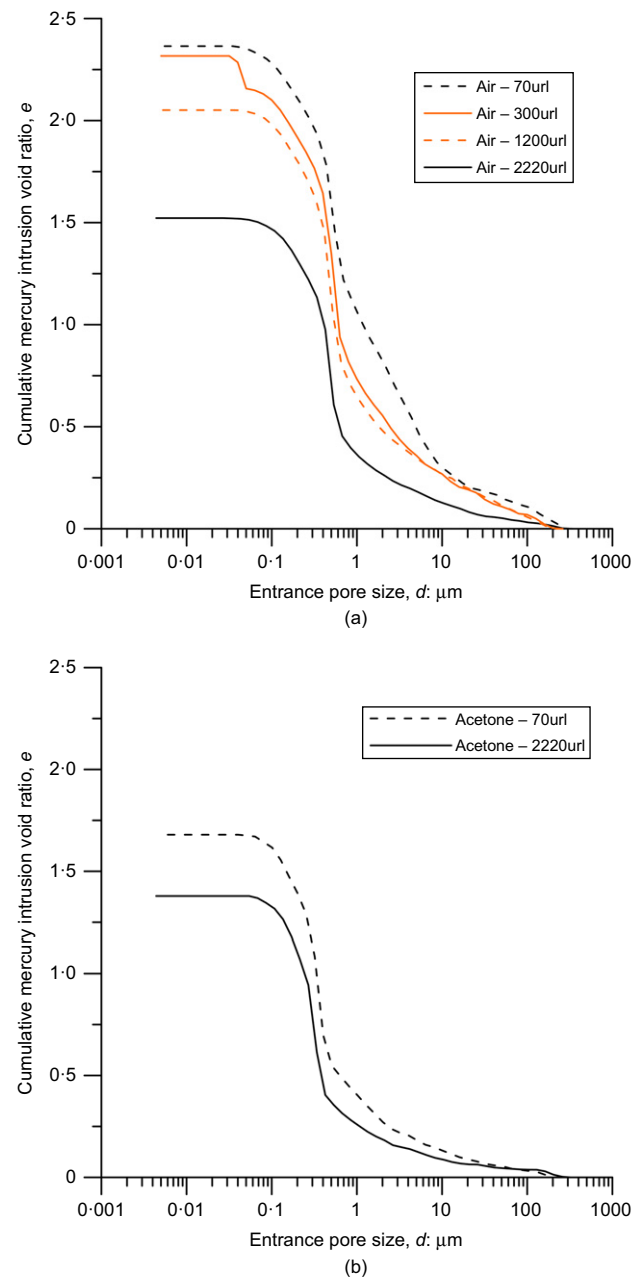 2·5
2·0
1·5
1·0
0·5
0
Cumulative mercury intrusion void ratio, e
Air – 70url
Air – 300url
Air – 1200url
Air – 2220url
0·001 0·01 0·1 1 10 100 1000
Entrance pore size, d: μm
(a)
2·5
2·0
1·5
1·0
0·5
0
Cumulative mercury intrusion void ratio, e
Acetone – 70url
Acetone – 2220url
0·001 0·01 0·1 1 10 100 1000
Entrance pore size, d: μm
(b)